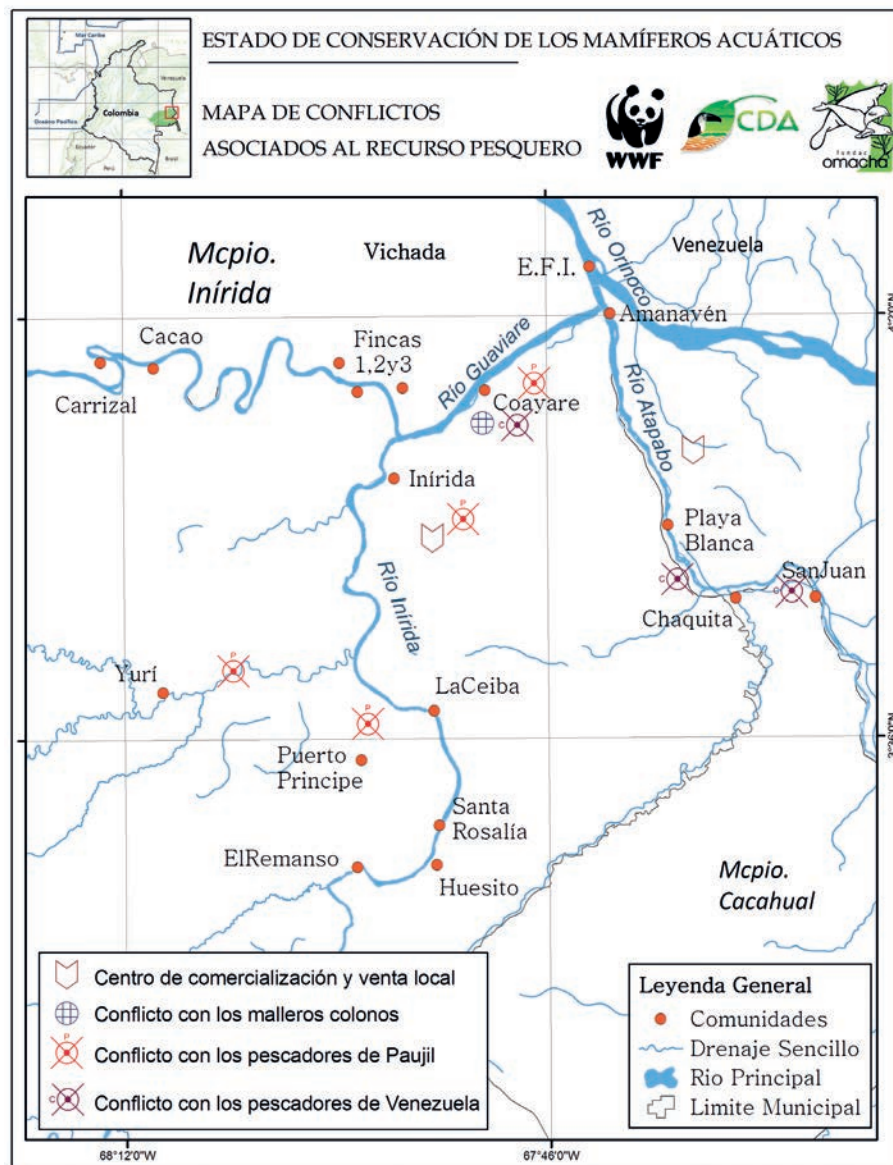 ESTADO DE CONSERVACIÓN DE LOS MAMÍFEROS ACUÁTICOS
MAPA DE CONFLICTOS
ASOCIADOS AL RECURSO PESQUERO
WWF
CDA
fundac
omacha
Mar Caribe
Venezuela
Colombia
Océano Pacífico
Ecuador
Perú
Brasil
Mcpio.
Inírida
Vichada
Río Orinoco
Venezuela
E.F.I.
Amanavén
Cacao
Fincas
1,2y3
Río Guaviare
Carrizal
Coayare
Río Atapabo
P
C
Inírida
P
Playa
Blanca
Río Inírida
C
SanJuan
C
Chaquita
P
Yurí
LaCeiba
P
Puerto
Principe
Santa
Rosalía
ElRemanso
Huesito
Mcpio.
Cacahual
Centro de comercialización y venta local
Conflicto con los malleros colonos
P
Conflicto con los pescadores de Paujil
C
Conflicto con los pescadores de Venezuela
Leyenda General
Comunidades
Drenaje Sencillo
Rio Principal
Limite Municipal
68°12'0"W
67°46'0"W